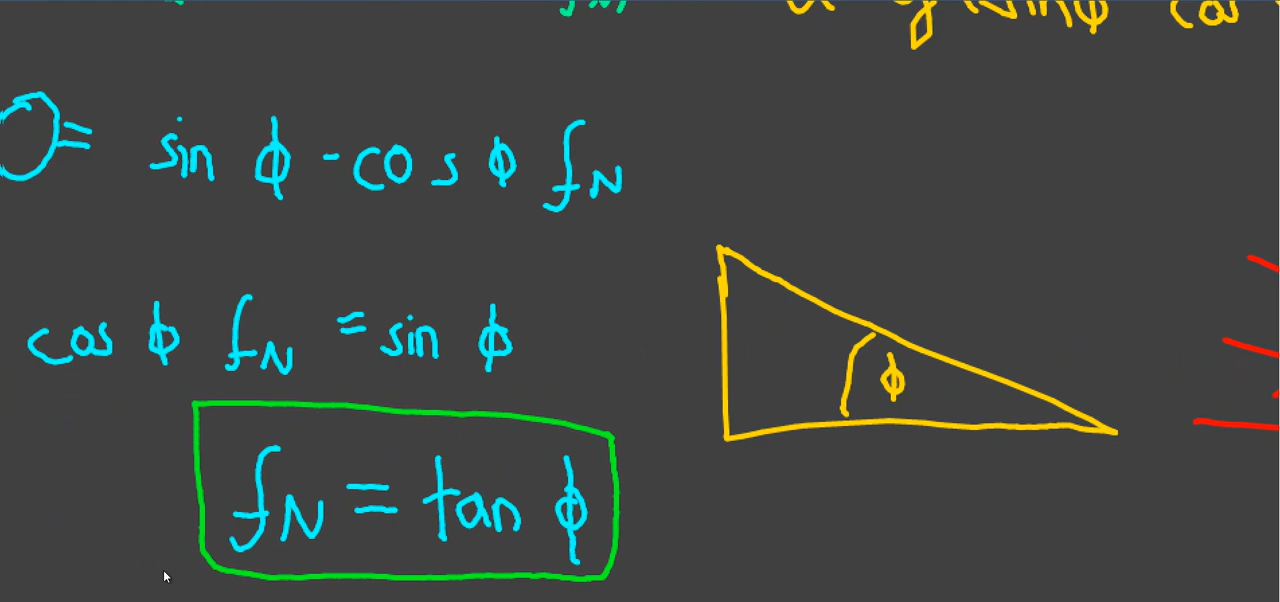 0 = sin ϕ - cos ϕ f_N
cos ϕ f_N = sin ϕ
ϕ
f_N = tan ϕ